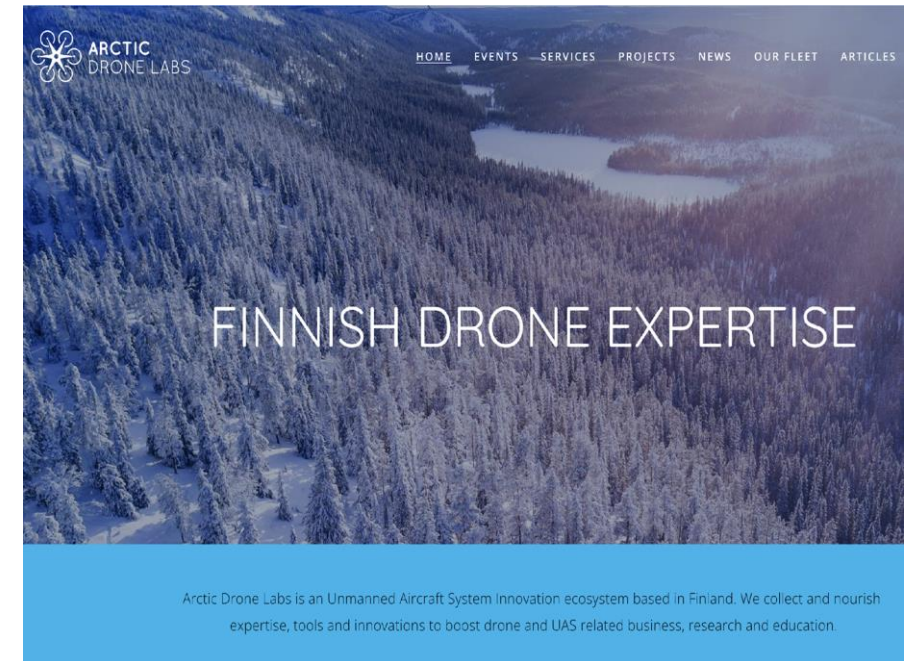 ARCTIC
DRONE LABS
HOME EVENTS SERVICES PROJECTS NEWS OUR FLEET ARTICLES
FINNISH DRONE EXPERTISE
Arctic Drone Labs is an Unmanned Aircraft System Innovation ecosystem based in Finland. We collect and nourish
expertise, tools and innovations to boost drone and UAS related business, research and education.